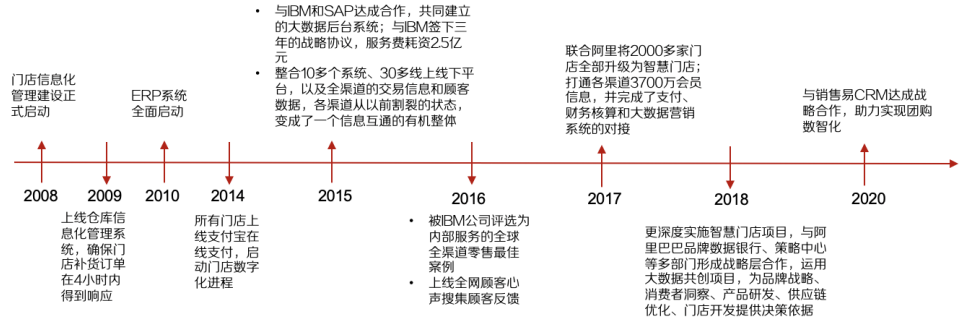 门店信息化
管理建设正
式启动
ERP系统
全面启动
• 与IBM和SAP达成合作，共同建立
的大数据后台系统；与IBM签下三
年的战略协议，服务费耗资2.5亿
元
• 整合10多个系统、30多线上线下平
台，以及全渠道的交易信息和顾客
数据，各渠道从以前割裂的状态，
变成了一个信息互通的有机整体
联合阿里将2000多家门
店全部升级为智慧门店；
打通各渠道3700万会员
信息，并完成了支付、
财务核算和大数据营销
系统的对接
与销售易CRM达成战
略合作，助力实现团购
数智化
2008
2009
2010
2014
2015
2016
2017
2018
2020
上线仓库信
息化管理系
统，确保门
店补货订单
在4小时内
得到响应
所有门店上
线支付宝在
线支付，启
动门店数字
化进程
• 被IBM公司评选为
内部服务的全球
全渠道零售最佳
案例
• 上线全网顾客心
声搜集顾客反馈
更深度实施智慧门店项目，与阿
里巴巴品牌数据银行、策略中心
等多部门形成战略层合作，运用
大数据共创项目，为品牌战略、
消费者洞察、产品研发、供应链
优化、门店开发提供决策依据